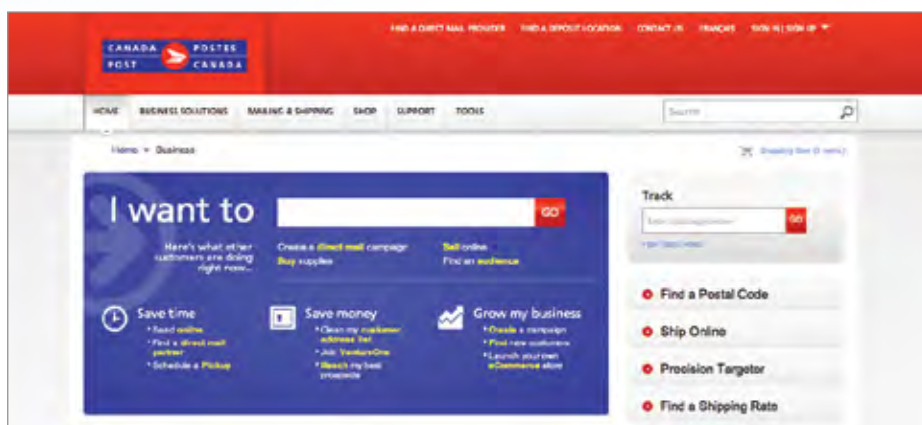 FIND A DIRECT MAIL PROVIDER FIND A DEPOSIT LOCATION CONTACT US FRANÇAIS SIGN IN | SIGN UP
CANADA POSTES
POST CANADA
HOME BUSINESS SOLUTIONS MAILING & SHIPPING SHOP SUPPORT TOOLS
Search
Home Business
Shopping
I want to
GO
Here's what other
customers are doing
right now...
Create a direct mail campaign
Buy supplies
Sell online
Find an audience
Save time
Send online
Find a direct mail
partner
Schedule a Pickup
Save money
Clean my customer
address list
Join VentureOne
Reach my best
prospects
Grow my business
Create a campaign
Find new customers
Launch your own
eCommerce store
Track
GO
Find a Postal Code
Ship Online
Precision Targeter
Find a Shipping Rate